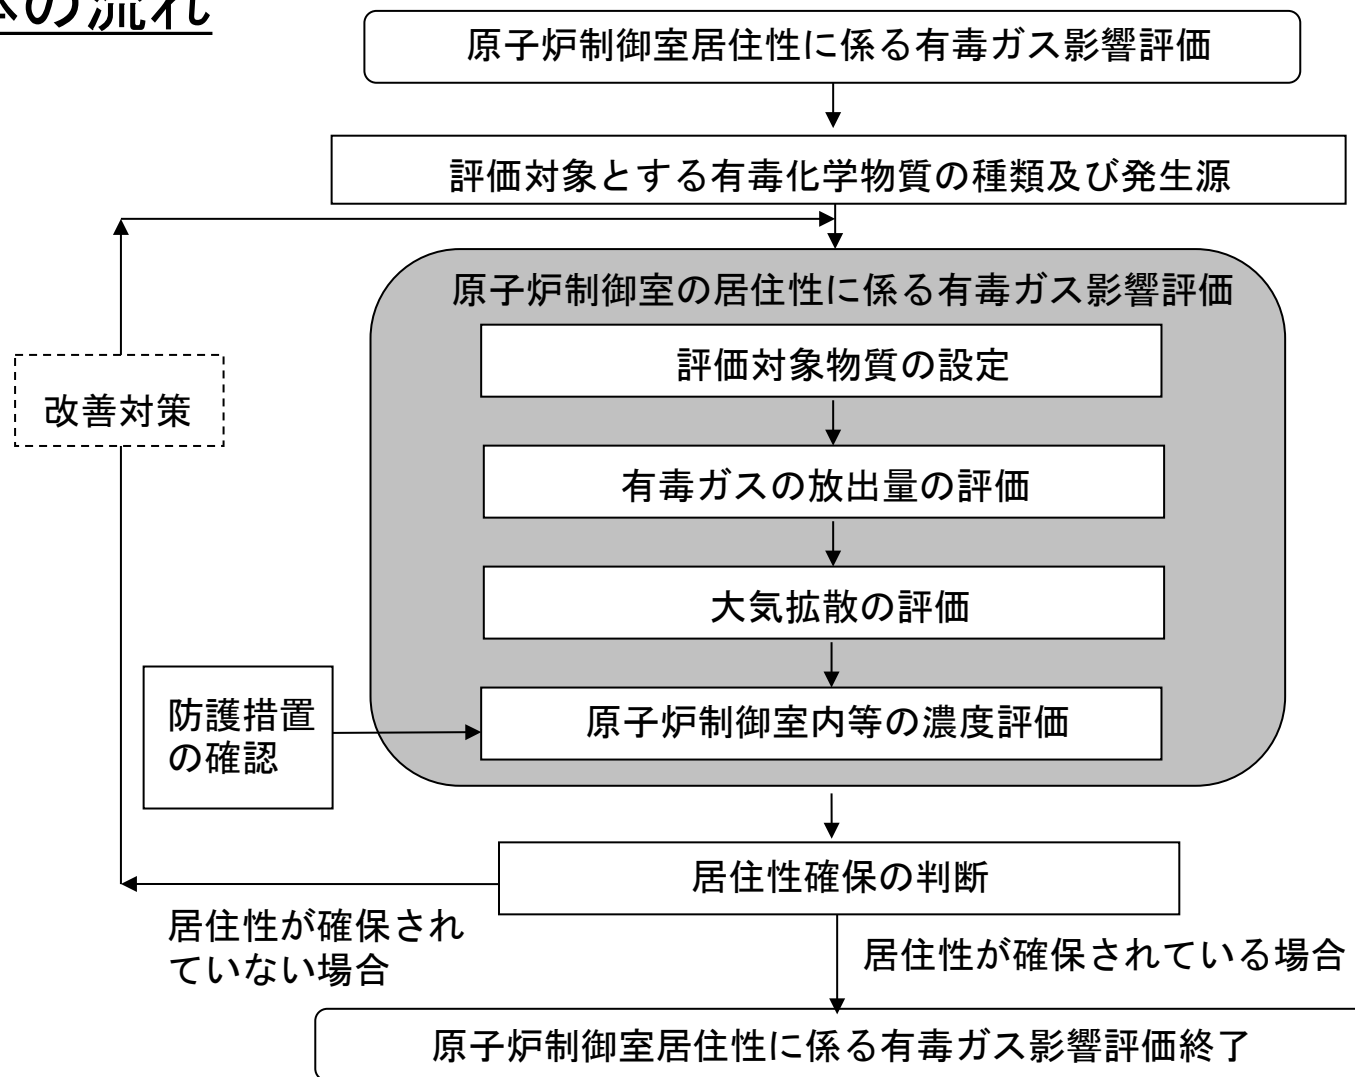 の流れ
原子炉制御室居住性に係る有毒ガス影響評価
評価対象とする有毒化学物質の種類及び発生源
原子炉制御室の居住性に係る有毒ガス影響評価
評価対象物質の設定
改善対策
有毒ガスの放出量の評価
大気拡散の評価
防護措置
の確認
原子炉制御室内等の濃度評価
居住性確保の判断
居住性が確保され
ていない場合
居住性が確保されている場合
原子炉制御室居住性に係る有毒ガス影響評価終了